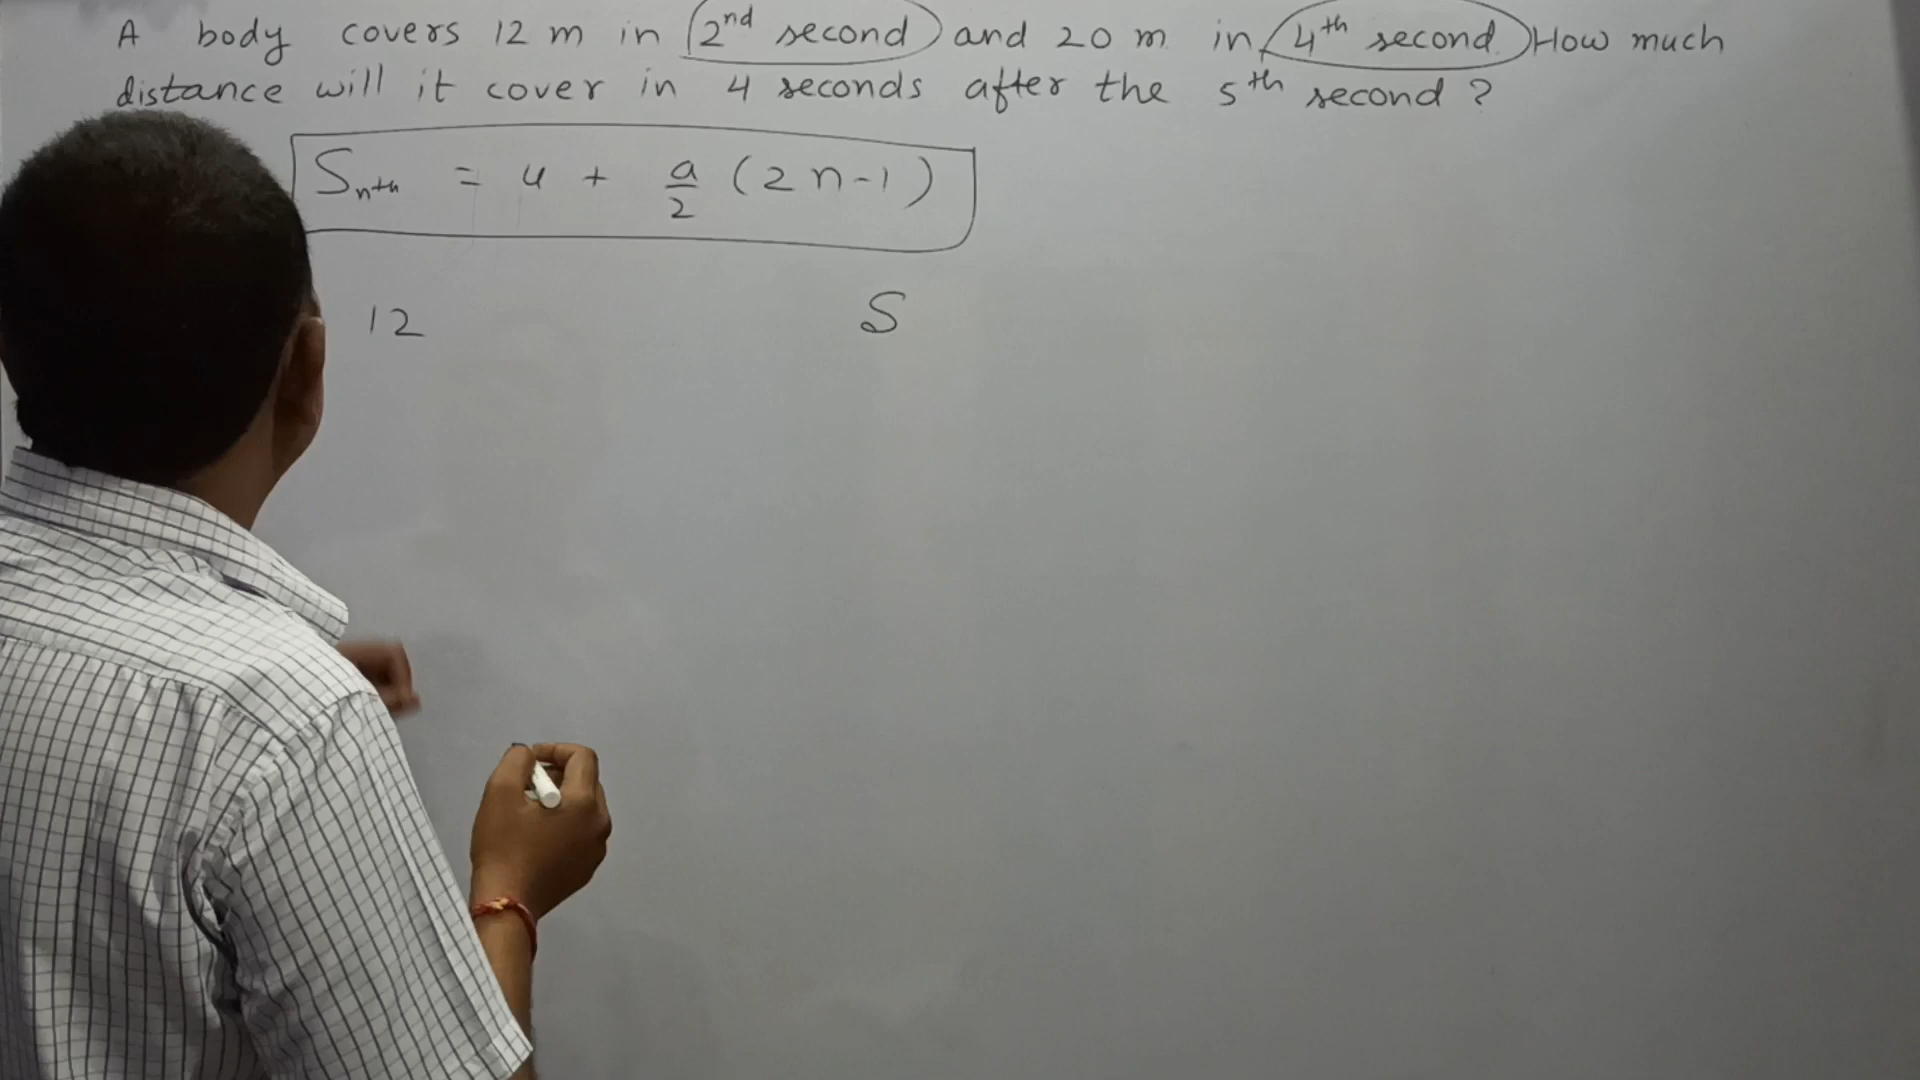 A body covers 12 m in 2nd second and 20 m in 4th second. How much
distance will it cover in 4 seconds after the 5th second ?
Snth = u + a/2 (2n-1)
12 S